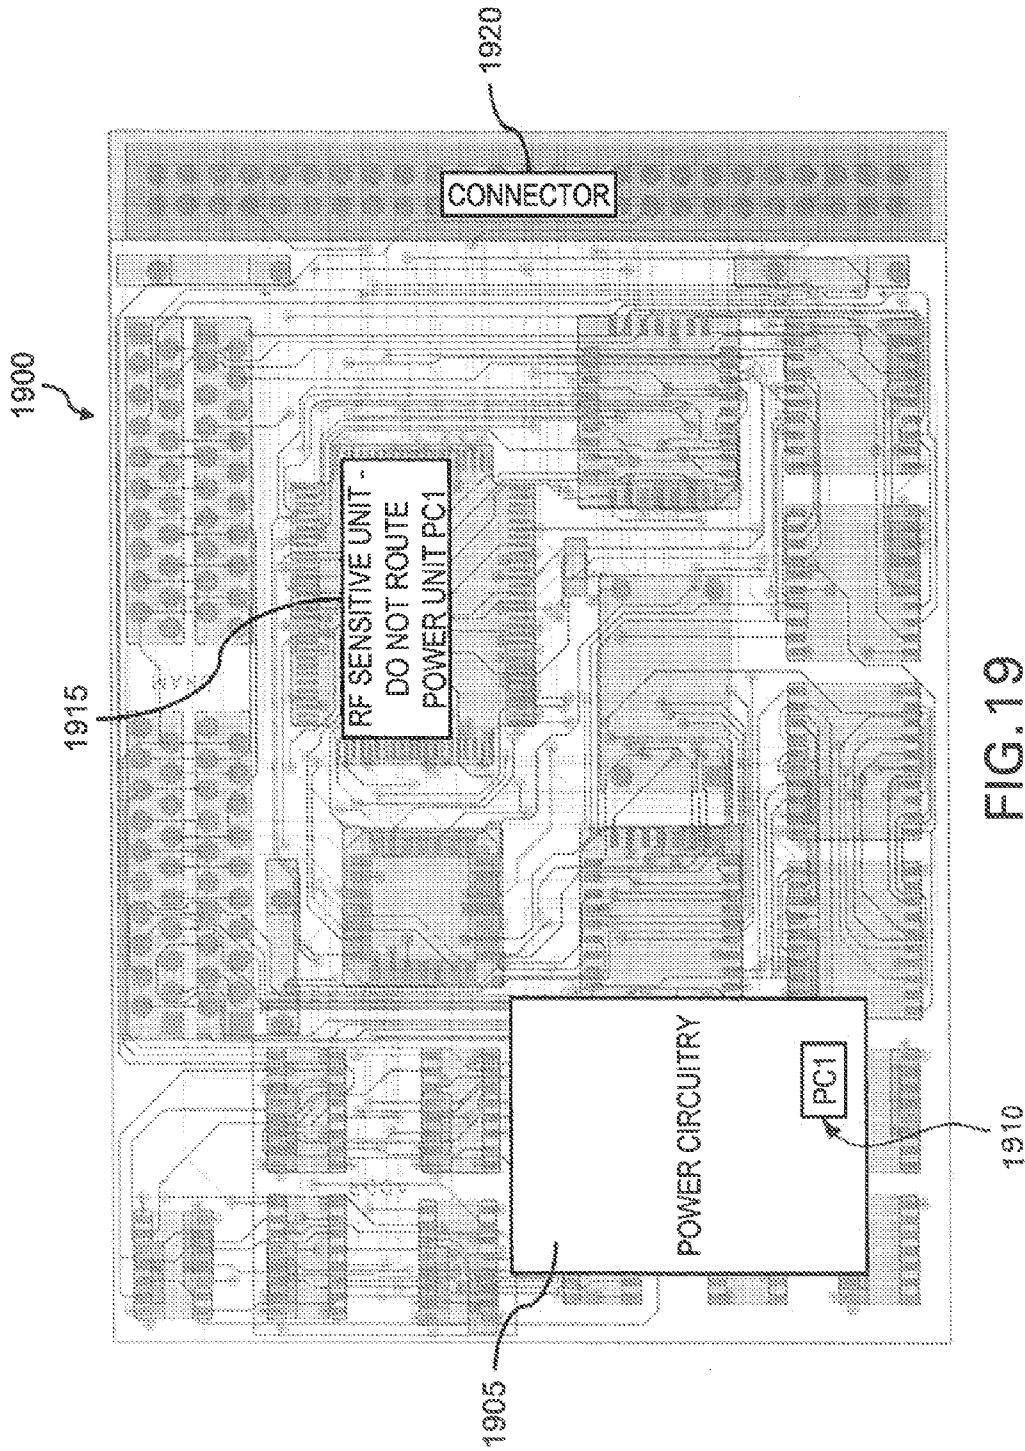 1900
1920
CONNECTOR
1915
RF SENSITIVE UNIT -
DO NOT ROUTE
POWER UNIT PC1
POWER CIRCUITRY
PC1
1905
1910
FIG. 19